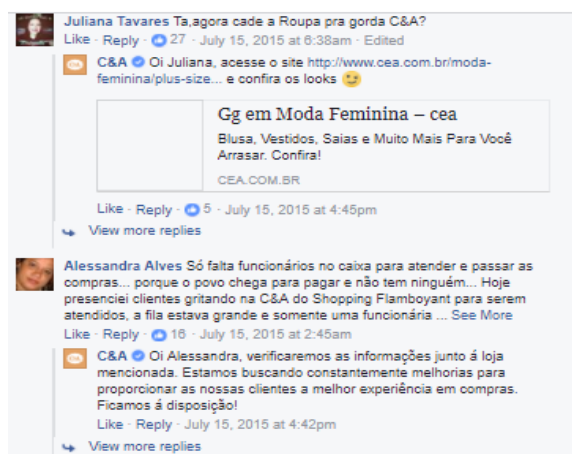 Juliana Tavares Ta,agora cade a Roupa pra gorda C&A?
Like · Reply · 27 · July 15, 2015 at 6:38am · Edited
C&A Oi Juliana, acesse o site http://www.cea.com.br/moda-
feminina/plus-size... e confira os looks
Gg em Moda Feminina – cea
Blusa, Vestidos, Saias e Muito Mais Para Você
Arrasar. Confira!
CEA.COM.BR
Like · Reply · 5 · July 15, 2015 at 4:45pm
View more replies
Alessandra Alves Só falta funcionários no caixa para atender e passar as
compras... porque o povo chega para pagar e não tem ninguém... Hoje
presenciei clientes gritando na C&A do Shopping Flamboyant para serem
atendidos, a fila estava grande e somente uma funcionária ... See More
Like · Reply · 16 · July 15, 2015 at 2:45am
C&A Oi Alessandra, verificaremos as informações junto á loja
mencionada. Estamos buscando constantemente melhorias para
proporcionar as nossas clientes a melhor experiência em compras.
Ficamos á disposição!
Like · Reply · July 15, 2015 at 4:42pm
View more replies